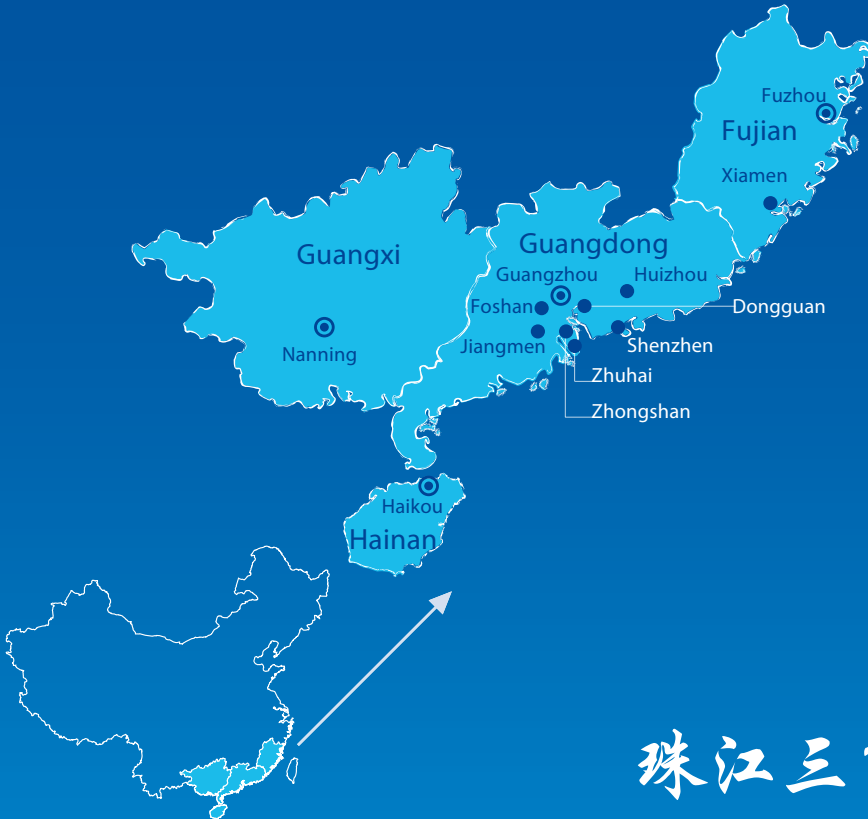 Fuzhou
Fujian
Xiamen
Guangdong
Guangxi
Guangzhou
Huizhou
Foshan
Dongguan
Nanning
Jiangmen
Shenzhen
Zhuhai
Zhongshan
Haikou
Hainan
珠江三